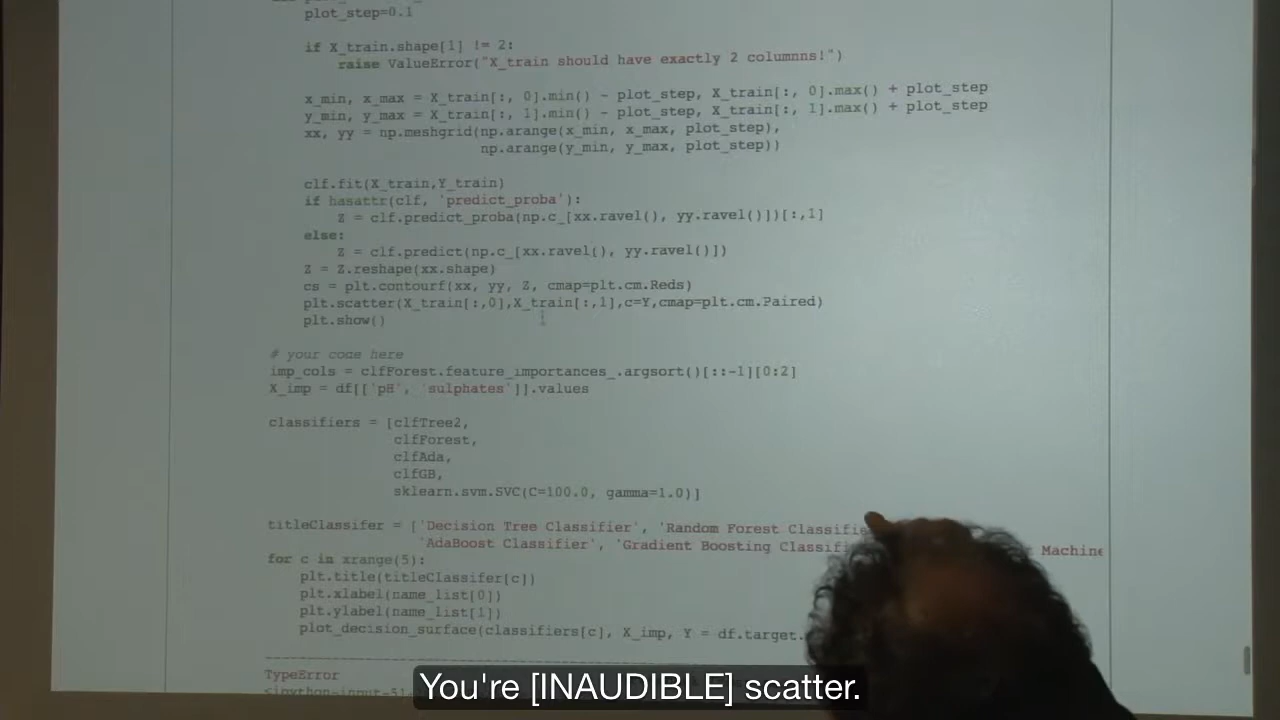 plot_step=0.1
if X_train.shape[1] != 2:
raise ValueError("X_train should have exactly 2 columnns!")
x_min, x_max = X_train[:, 0].min() - plot_step, X_train[:, 0].max() + plot_step
y_min, y_max = X_train[:, 1].min() - plot_step, X_train[:, 1].max() + plot_step
xx, yy = np.meshgrid(np.arange(x_min, x_max, plot_step),
np.arange(y_min, y_max, plot_step))
clf.fit(X_train,Y_train)
if hasattr(clf, 'predict_proba'):
Z = clf.predict_proba(np.c_[xx.ravel(), yy.ravel()])[:,1]
else:
Z = clf.predict(np.c_[xx.ravel(), yy.ravel()])
Z = Z.reshape(xx.shape)
cs = plt.contourf(xx, yy, Z, cmap=plt.cm.Reds)
plt.scatter(X_train[:,0],X_train[:,1],c=Y,cmap=plt.cm.Paired)
plt.show()
# your code here
imp_cols = clfForest.feature_importances_.argsort()[::-1][0:2]
X_imp = df[['pH', 'sulphates']].values
classifiers = [clfTree2,
clfForest,
clfAda,
clfGB,
sklearn.svm.SVC(C=100.0, gamma=1.0)]
titleClassifer = ['Decision Tree Classifier', 'Random Forest Classifie
'AdaBoost Classifier', 'Gradient Boosting Classifi Machine
for c in xrange(5):
plt.title(titleClassifer[c])
plt.xlabel(name_list[0])
plt.ylabel(name_list[1])
plot_decision_surface(classifiers[c], X_imp, Y = df.target.
TypeError
<ipython-input-51
You're [INAUDIBLE] scatter.